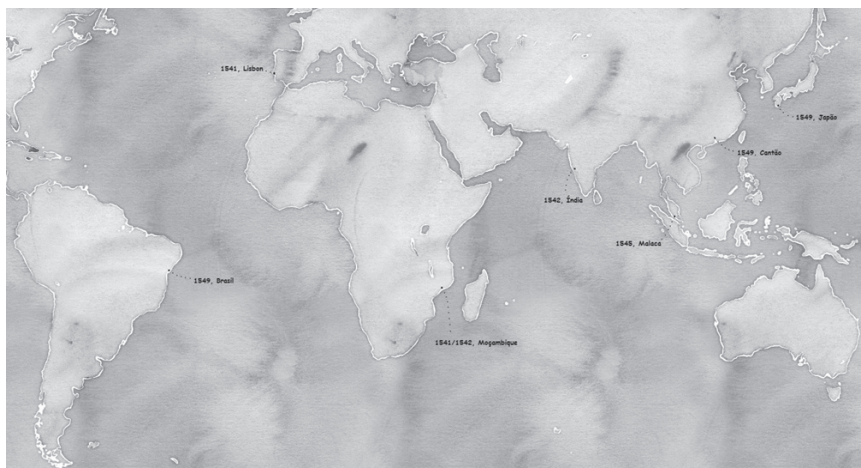 1541, Lisbon
1549, Japão
1549, Cantão
1542, Índia
1545, Malaca
1549, Brasil
1541/1542, Moçambique